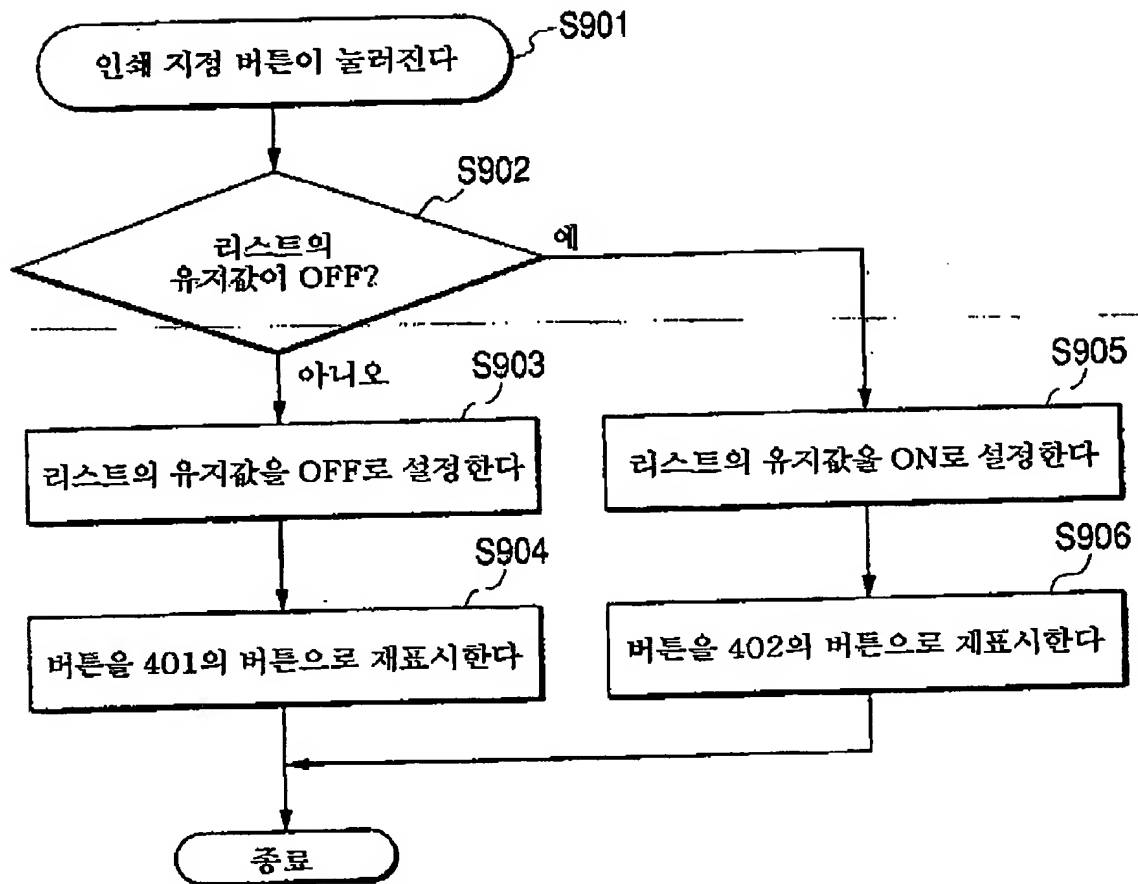 인쇄 지정 버튼이 눌러진다
S901
S902
리스트의
유지값이 OFF?
예
아니오
S903
리스트의 유지값을 OFF로 설정한다
S905
리스트의 유지값을 ON로 설정한다
S904
버튼을 401의 버튼으로 재표시한다
S906
버튼을 402의 버튼으로 재표시한다
종료